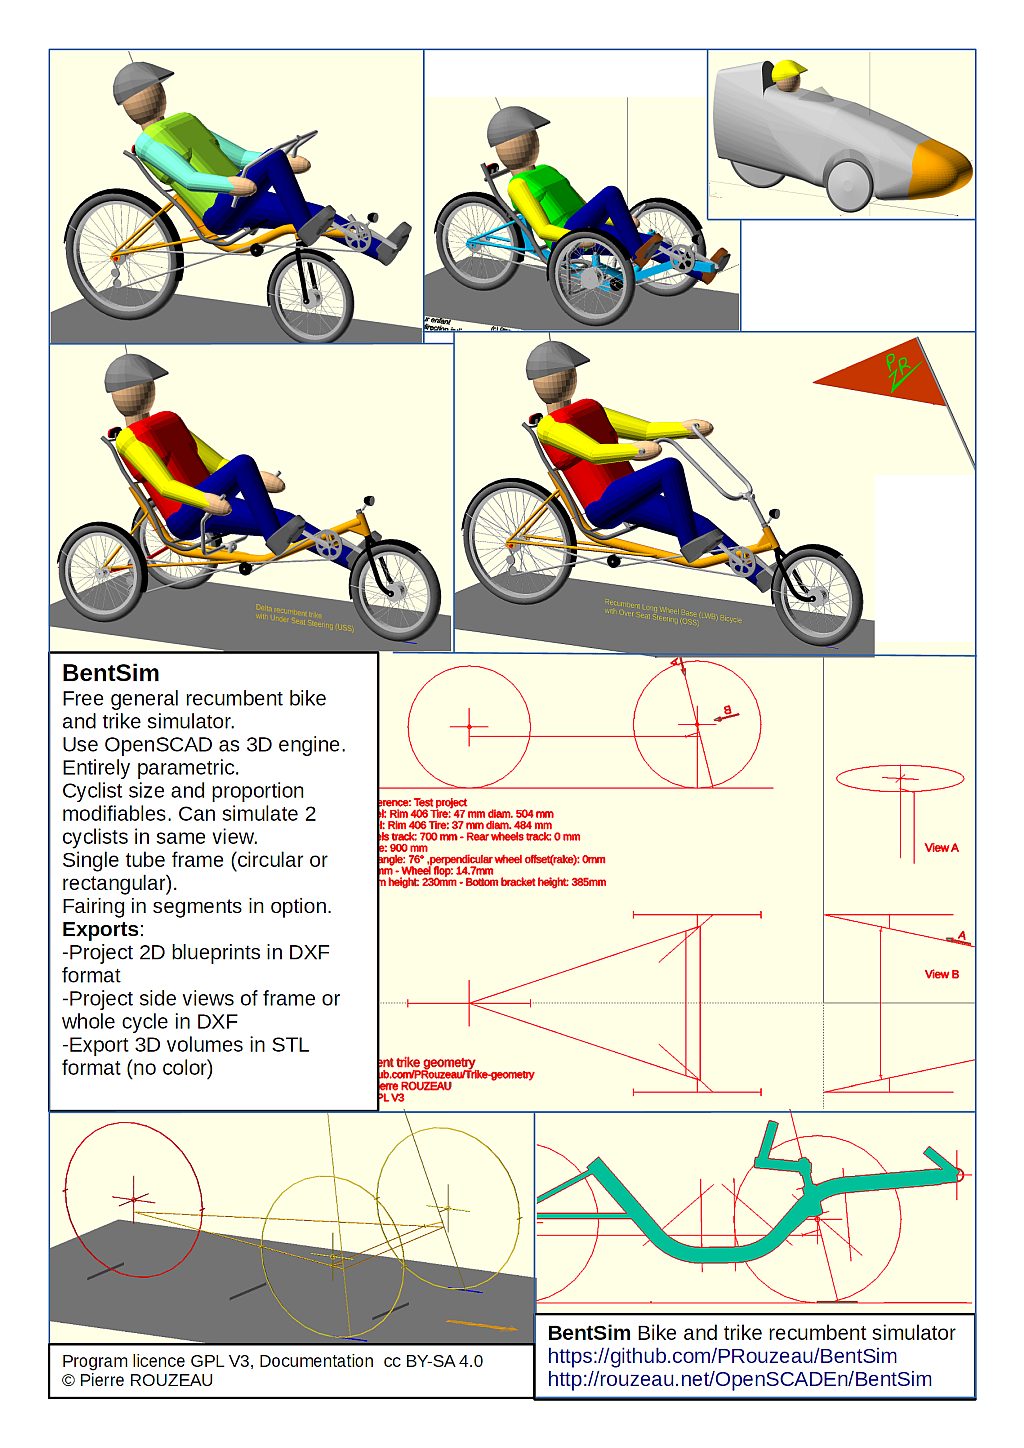 ur enfant
P
ZR
Delta recumbent trike
with Under Seat Steering (USS)
Recumbent Long Wheel Base (LWB) Bicycle
with Over Seat Steering (OSS)
BentSim
Free general recumbent bike
and trike simulator.
Use OpenSCAD as 3D engine.
Entirely parametric.
Cyclist size and proportion
modifiables. Can simulate 2
cyclists in same view.
Single tube frame (circular or
rectangular).
Fairing in segments in option.
Exports:
-Project 2D blueprints in DXF
format
-Project side views of frame or
whole cycle in DXF
-Export 3D volumes in STL
format (no color)
A
B
erence: Test project
l: Rim 406 Tire: 47 mm diam. 504 mm
l: Rim 406 Tire: 37 mm diam. 484 mm
ls track: 700 mm - Rear wheels track: 0 mm
e: 900 mm
angle: 76° ,perpendicular wheel offset(rake): 0mm
mm - Wheel flop: 14.7mm
n height: 230mm - Bottom bracket height: 385mm
View A
A
View B
ent trike geometry
ub.com/PRouzeau/Trike-geometry
erre ROUZEAU
PL V3
Program licence GPL V3, Documentation cc BY-SA 4.0
© Pierre ROUZEAU
BentSim Bike and trike recumbent simulator
https://github.com/PRouzeau/BentSim
http://rouzeau.net/OpenSCADEn/BentSim